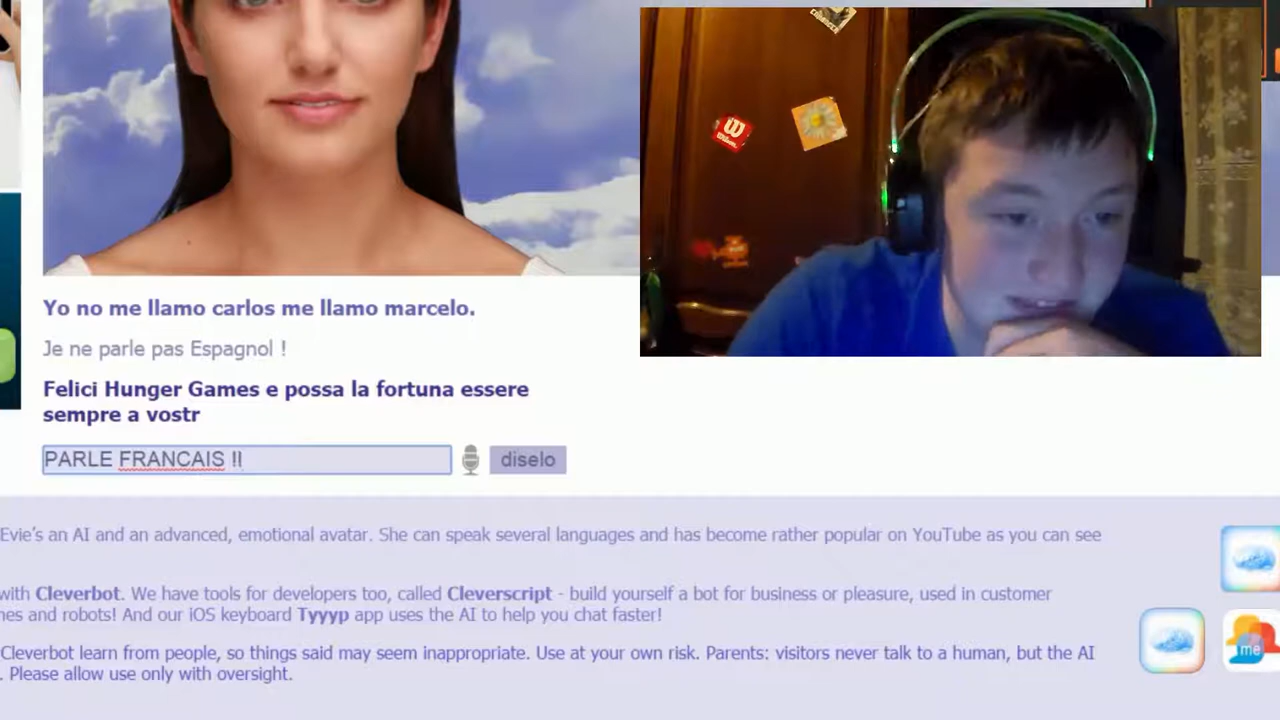 Yo no me llamo carlos me llamo marcelo.
Je ne parle pas Espagnol !
Felici Hunger Games e possa la fortuna essere
sempre a vostr
PARLE FRANCAIS !!
diselo
Evie's an AI and an advanced, emotional avatar. She can speak several languages and has become rather popular on YouTube as you can see
with Cleverbot. We have tools for developers too, called Cleverscript - build yourself a bot for business or pleasure, used in customer
nes and robots! And our iOS keyboard Tyyyp app uses the AI to help you chat faster!
Cleverbot learn from people, so things said may seem inappropriate. Use at your own risk. Parents: visitors never talk to a human, but the AI
. Please allow use only with oversight.
me
W
Wilson